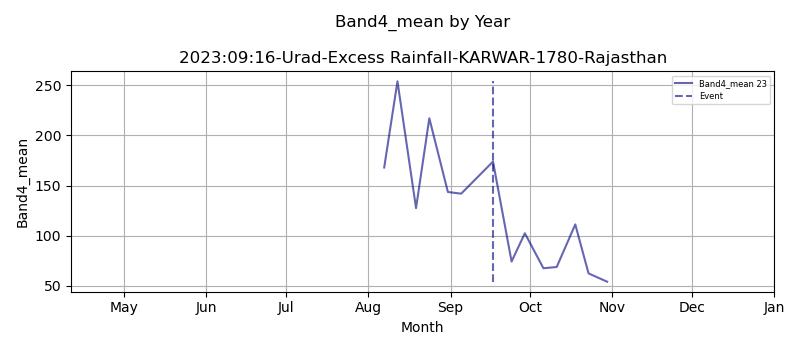 Band4_mean by Year
2023:09:16-Urad-Excess Rainfall-KARWAR-1780-Rajasthan
250
200
150
100
50
Band4_mean
Band4_mean 23
Event
May Jun Jul Aug Sep Oct Nov Dec Jan
Month